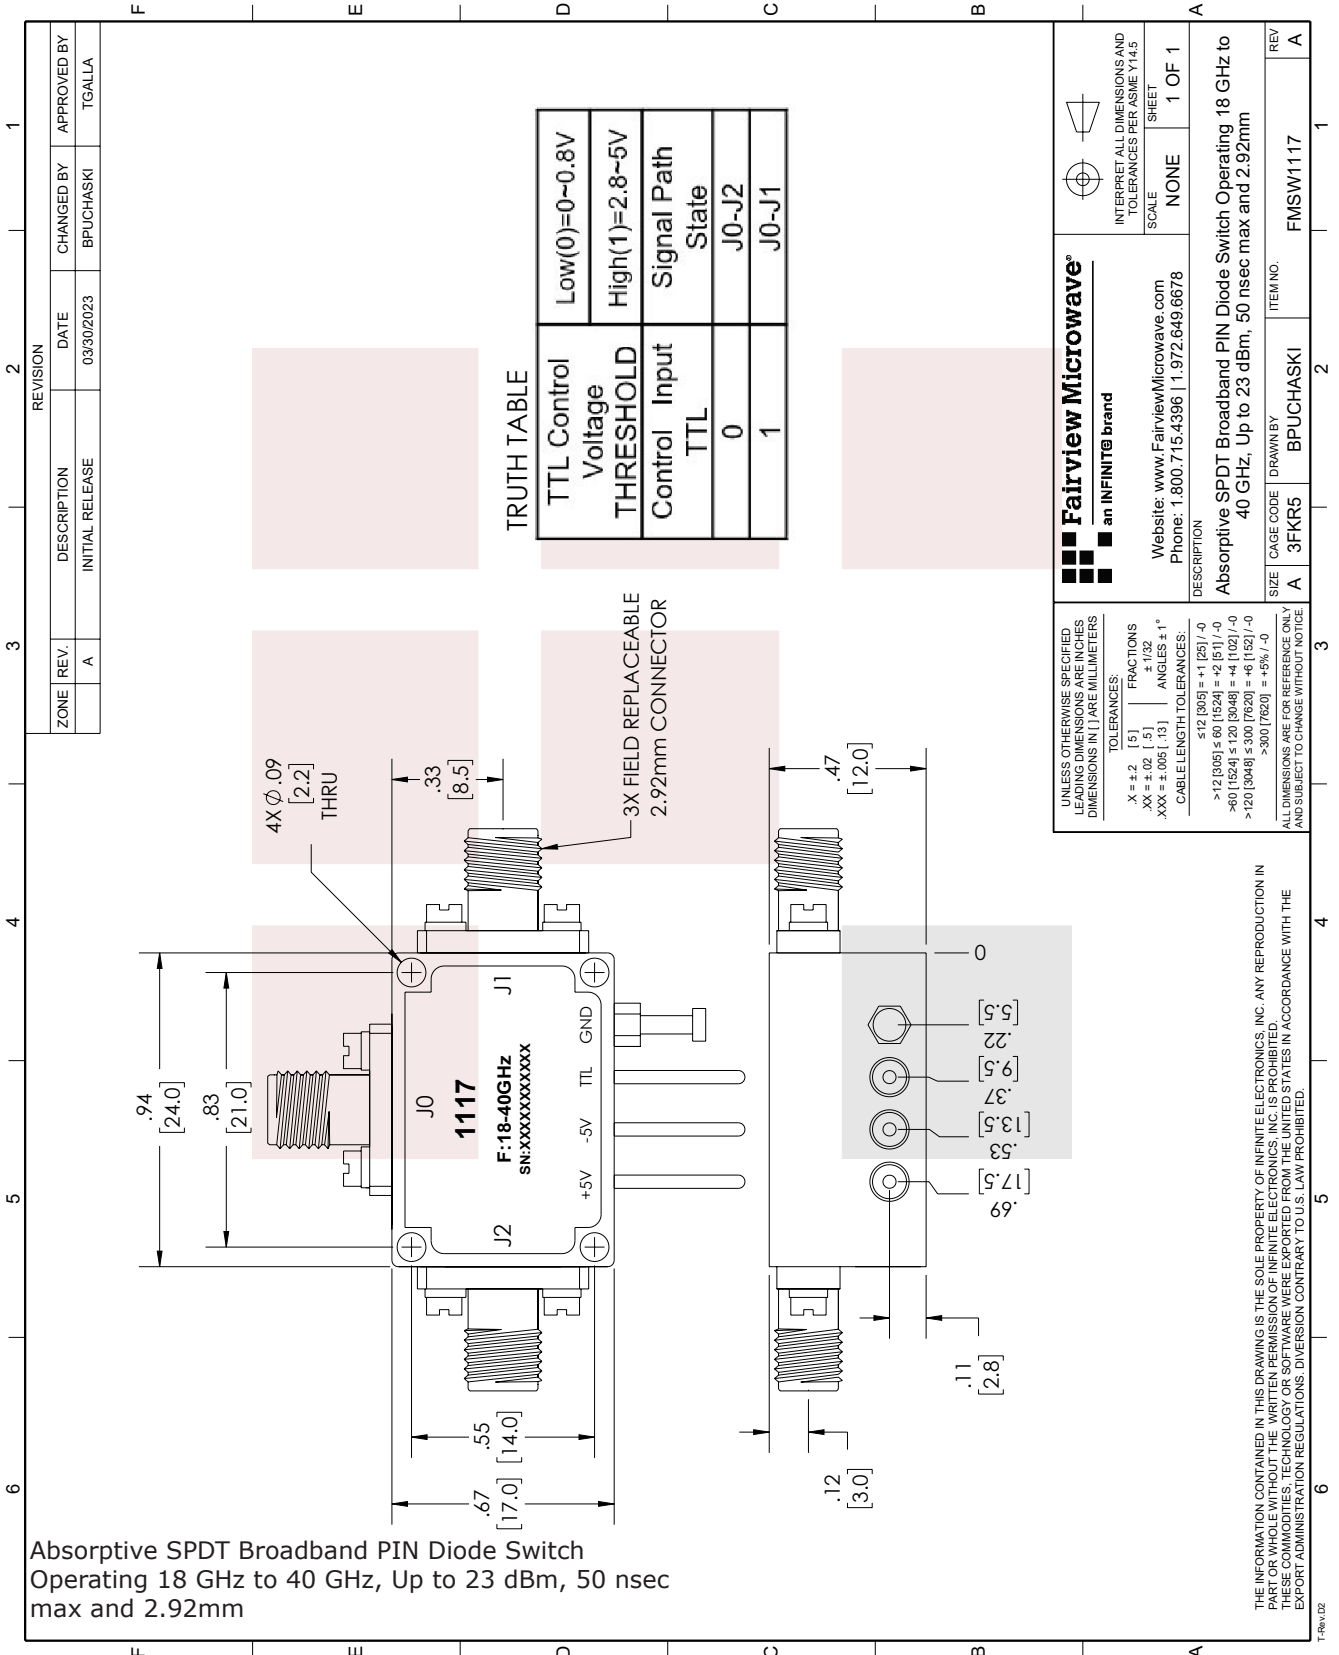 REVISION
ZONE REV. DESCRIPTION DATE CHANGED BY APPROVED BY
A INITIAL RELEASE 03/30/2023 BPUCHASKI TGALLA
6 5 4 3 2 1
F
E
D
C
B
A
.94
[24.0]
.83
[21.0]
4X Ø.09
[2.2]
THRU
.33
[8.5]
.67
[17.0]
.55
[14.0]
J0
1117
F:18-40GHz
SN:XXXXXXXXXXX
J2
J1
+5V -5V TTL GND
3X FIELD REPLACEABLE
2.92mm CONNECTOR
TRUTH TABLE
TTL Control
Voltage
THRESHOLD
Low(0)=0~0.8V
High(1)=2.8~5V
Control Input
TTL
Signal Path
State
0 J0-J2
1 J0-J1
.12
[3.0]
.11
[2.8]
.47
[12.0]
.69
[17.5]
.53
[13.5]
.37
[9.5]
.22
[5.5]
0
UNLESS OTHERWISE SPECIFIED
LEADING DIMENSIONS ARE INCHES
DIMENSIONS IN [ ] ARE MILLIMETERS
TOLERANCES:
.X = ±.2 [5] FRACTIONS
.XX = ±.02 [.5] ± 1/32
.XXX = ±.005 [.13] ANGLES ± 1°
CABLE LENGTH TOLERANCES:
≤12 [305] = +1 [25] / -0
>12 [305] ≤ 60 [1524] = +2 [51] / -0
>60 [1524] ≤ 120 [3048] = +4 [102] / -0
>120 [3048] ≤ 300 [7620] = +6 [152] / -0
>300 [7620] = +5% / -0
ALL DIMENSIONS ARE FOR REFERENCE ONLY
AND SUBJECT TO CHANGE WITHOUT NOTICE.
Fairview Microwave®
an INFINITE brand
Website: www.FairviewMicrowave.com
Phone: 1.800.715.4396 | 1.972.649.6678
INTERPRET ALL DIMENSIONS AND
TOLERANCES PER ASME Y14.5
SCALE NONE
SHEET 1 OF 1
DESCRIPTION
Absorptive SPDT Broadband PIN Diode Switch Operating 18 GHz to
40 GHz, Up to 23 dBm, 50 nsec max and 2.92mm
SIZE A
CAGE CODE 3FKR5
DRAWN BY BPUCHASKI
ITEM NO. FMSW1117
REV A
THE INFORMATION CONTAINED IN THIS DRAWING IS THE SOLE PROPERTY OF INFINITE ELECTRONICS, INC. ANY REPRODUCTION IN
PART OR WHOLE WITHOUT THE WRITTEN PERMISSION OF INFINITE ELECTRONICS, INC. IS PROHIBITED.
THESE COMMODITIES, TECHNOLOGY OR SOFTWARE WERE EXPORTED FROM THE UNITED STATES IN ACCORDANCE WITH THE
EXPORT ADMINISTRATION REGULATIONS. DIVERSION CONTRARY TO U.S. LAW PROHIBITED.
6 5 4 3 2 1
F
E
D
C
B
A
T-Rev.D2
Absorptive SPDT Broadband PIN Diode Switch
Operating 18 GHz to 40 GHz, Up to 23 dBm, 50 nsec
max and 2.92mm